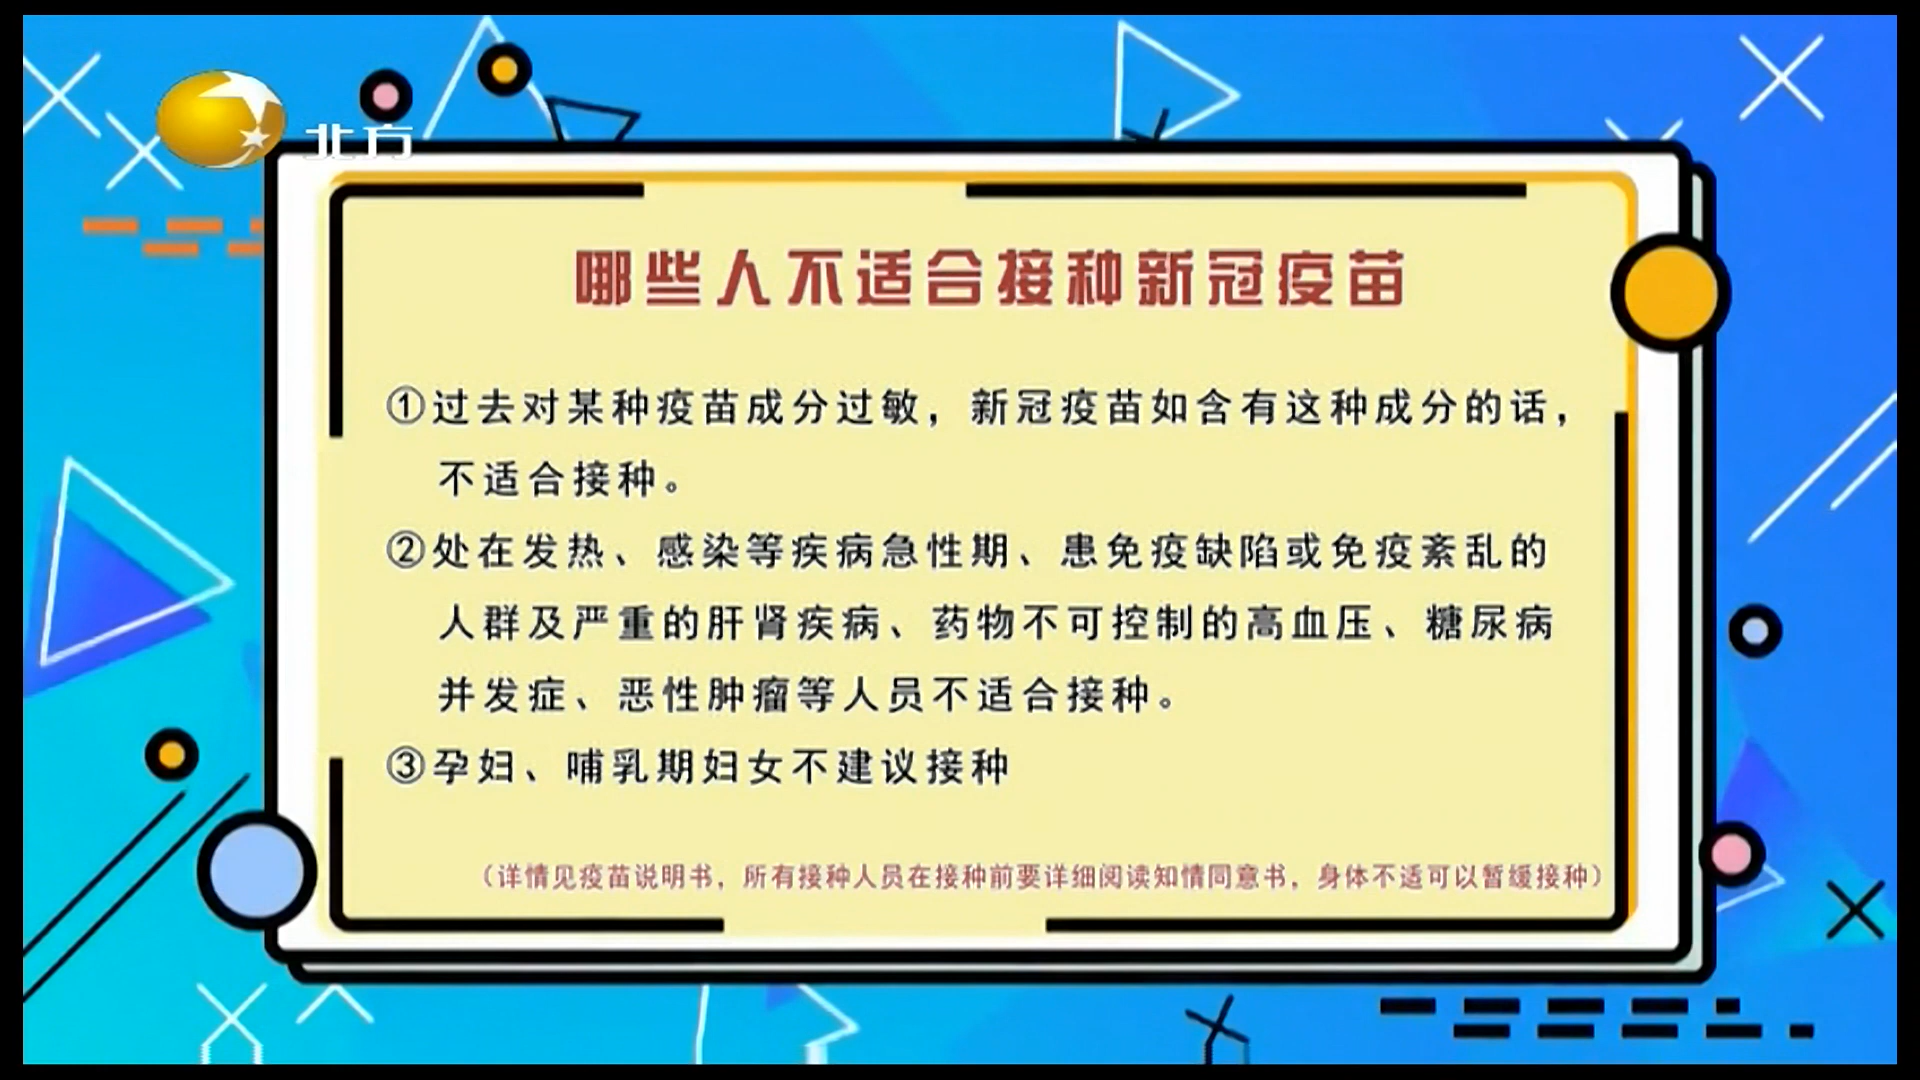 北方
哪些人不适合接种新冠疫苗
①过去对某种疫苗成分过敏，新冠疫苗如含有这种成分的话，
不适合接种。
②处在发热、感染等疾病急性期、患免疫缺陷或免疫紊乱的
人群及严重的肝肾疾病、药物不可控制的高血压、糖尿病
并发症、恶性肿瘤等人员不适合接种。
③孕妇、哺乳期妇女不建议接种
（详情见疫苗说明书，所有接种人员在接种前要详细阅读知情同意书，身体不适可以暂缓接种）